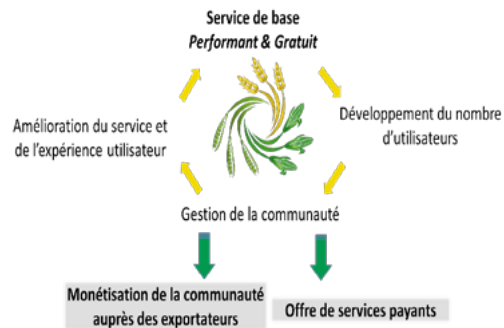 Service de base
Performant & Gratuit
Développement du nombre
d'utilisateurs
Amélioration du service et
de l'expérience utilisateur
Gestion de la communauté
Monétisation de la communauté
auprès des exportateurs
Offre de services payants